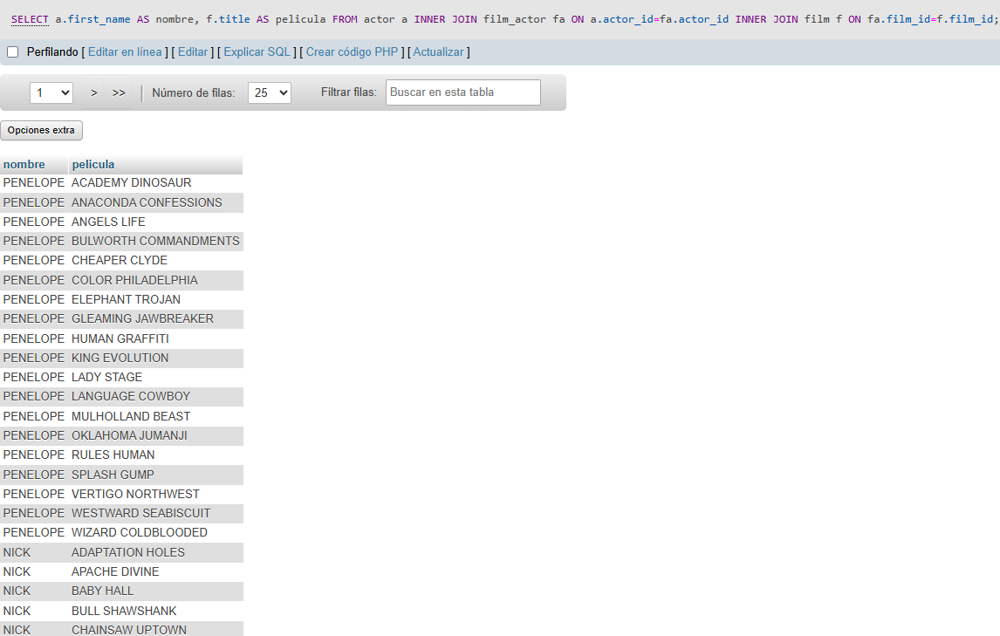 SELECT a.first_name AS nombre, f.title AS pelicula FROM actor a INNER JOIN film_actor fa ON a.actor_id=fa.actor_id INNER JOIN film f ON fa.film_id=f.film_id;
Perfilando [ Editar en línea ] [ Editar ] [ Explicar SQL ] [ Crear código PHP ] [ Actualizar ]
1 > >> | Número de filas: 25 Filtrar filas: Buscar en esta tabla
Opciones extra
nombre pelicula
PENELOPE ACADEMY DINOSAUR
PENELOPE ANACONDA CONFESSIONS
PENELOPE ANGELS LIFE
PENELOPE BULWORTH COMMANDMENTS
PENELOPE CHEAPER CLYDE
PENELOPE COLOR PHILADELPHIA
PENELOPE ELEPHANT TROJAN
PENELOPE GLEAMING JAWBREAKER
PENELOPE HUMAN GRAFFITI
PENELOPE KING EVOLUTION
PENELOPE LADY STAGE
PENELOPE LANGUAGE COWBOY
PENELOPE MULHOLLAND BEAST
PENELOPE OKLAHOMA JUMANJI
PENELOPE RULES HUMAN
PENELOPE SPLASH GUMP
PENELOPE VERTIGO NORTHWEST
PENELOPE WESTWARD SEABISCUIT
PENELOPE WIZARD COLDBLOODED
NICK ADAPTATION HOLES
NICK APACHE DIVINE
NICK BABY HALL
NICK BULL SHAWSHANK
NICK CHAINSAW UPTOWN